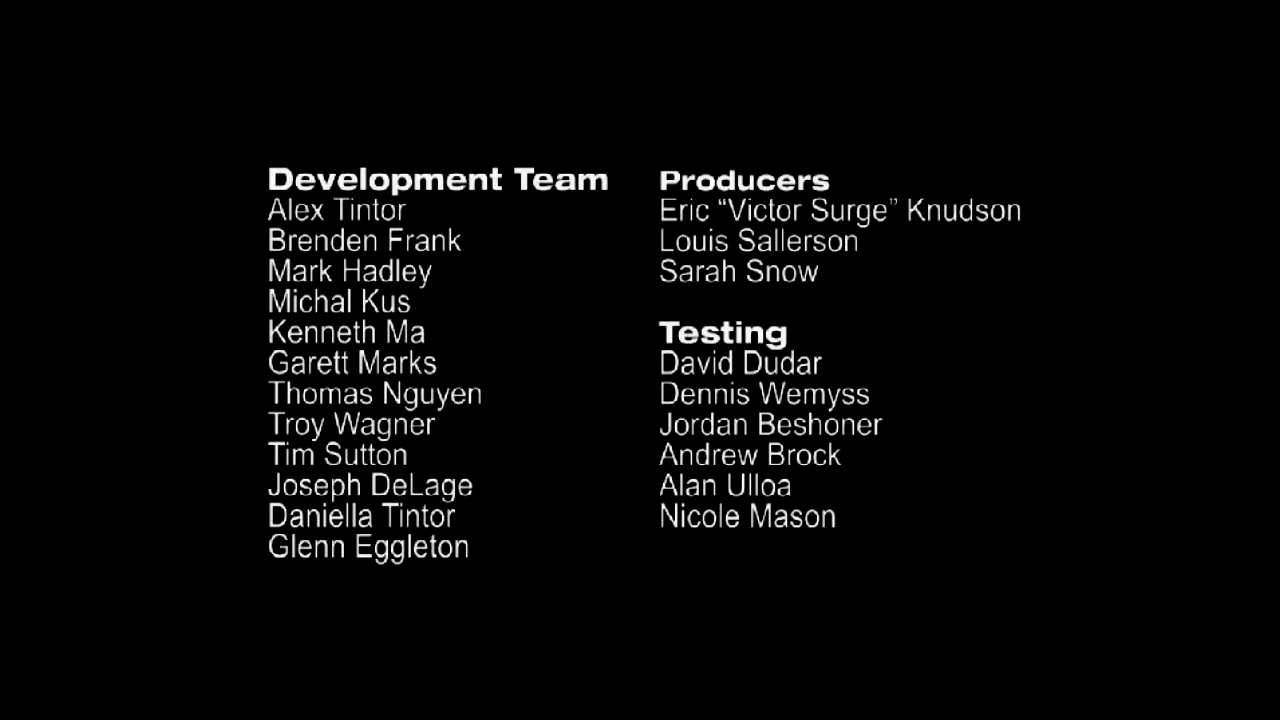 Development Team
Alex Tintor
Brenden Frank
Mark Hadley
Michal Kus
Kenneth Ma
Garett Marks
Thomas Nguyen
Troy Wagner
Tim Sutton
Joseph DeLage
Daniella Tintor
Glenn Eggleton
Producers
Eric “Victor Surge” Knudson
Louis Sallerson
Sarah Snow
Testing
David Dudar
Dennis Wemyss
Jordan Beshoner
Andrew Brock
Alan Ulloa
Nicole Mason